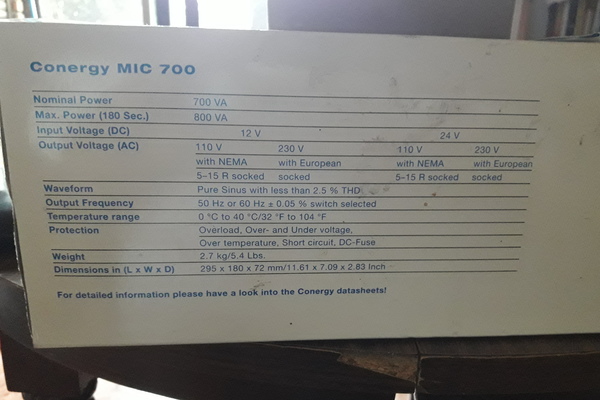 Conergy MIC 700
Nominal Power 700 VA
Max. Power (180 Sec.) 800 VA
Input Voltage (DC) 12 V 24 V
Output Voltage (AC) 110 V 230 V 110 V 230 V
with NEMA with European with NEMA with European
5–15 R socked socked 5–15 R socked socked
Waveform Pure Sinus with less than 2.5 % THD
Output Frequency 50 Hz or 60 Hz ± 0.05 % switch selected
Temperature range 0 °C to 40 °C/32 °F to 104 °F
Protection Overload, Over- and Under voltage,
Over temperature, Short circuit, DC-Fuse
Weight 2.7 kg/5.4 Lbs.
Dimensions in (L x W x D) 295 x 180 x 72 mm/11.61 x 7.09 x 2.83 Inch
For detailed information please have a look into the Conergy datasheets!